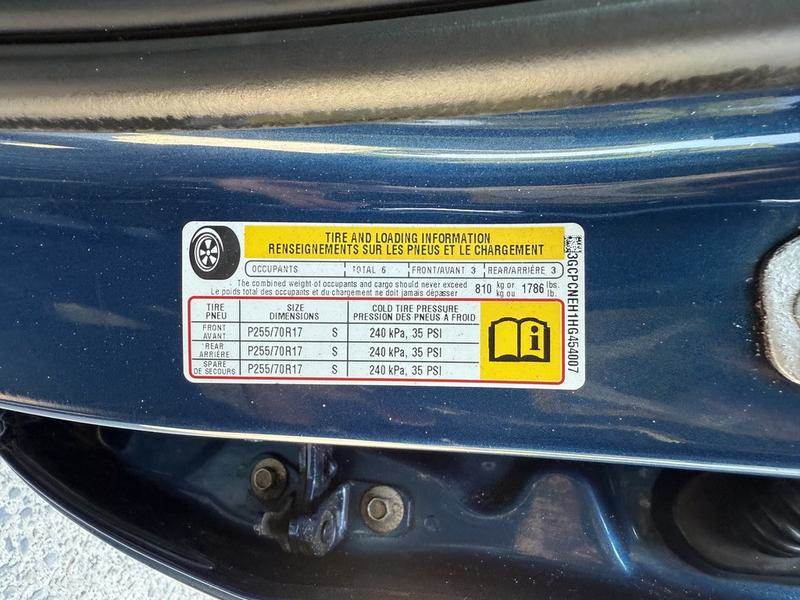 TIRE AND LOADING INFORMATION
RENSEIGNEMENTS SUR LES PNEUS ET LE CHARGEMENT
OCCUPANTS TOTAL 6 FRONT/AVANT 3 REAR/ARRIÈRE 3
The combined weight of occupants and cargo should never exceed 810 kg or 1786 lbs.
Le poids total des occupants et du chargement ne doit jamais dépasser kg ou lb.
TIRE SIZE COLD TIRE PRESSURE
PNEU DIMENSIONS PRESSION DES PNEUS A FROID
FRONT
AVANT P255/70R17 S 240 kPa, 35 PSI
REAR
ARRIÈRE P255/70R17 S 240 kPa, 35 PSI
SPARE
DE SECOURS P255/70R17 S 240 kPa, 35 PSI
3GCPCNEH1HG454007